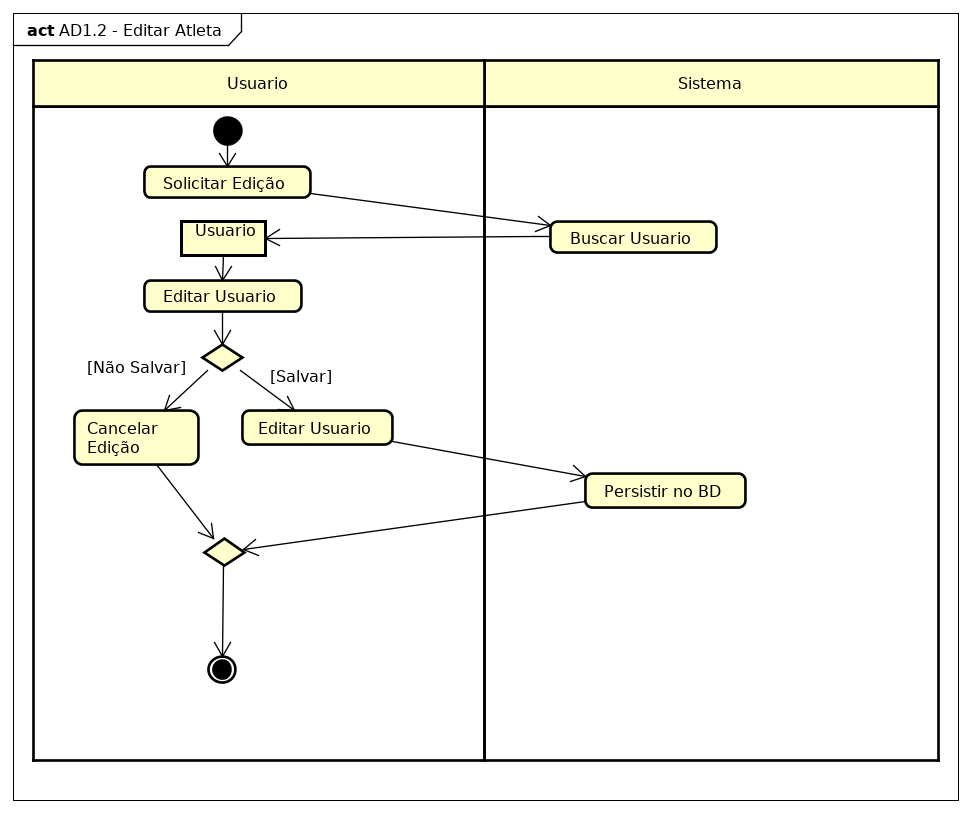 act AD1.2 - Editar Atleta
Usuario
Sistema
Solicitar Edição
Usuario
Buscar Usuario
Editar Usuario
[Não Salvar]
[Salvar]
Cancelar
Edição
Editar Usuario
Persistir no BD